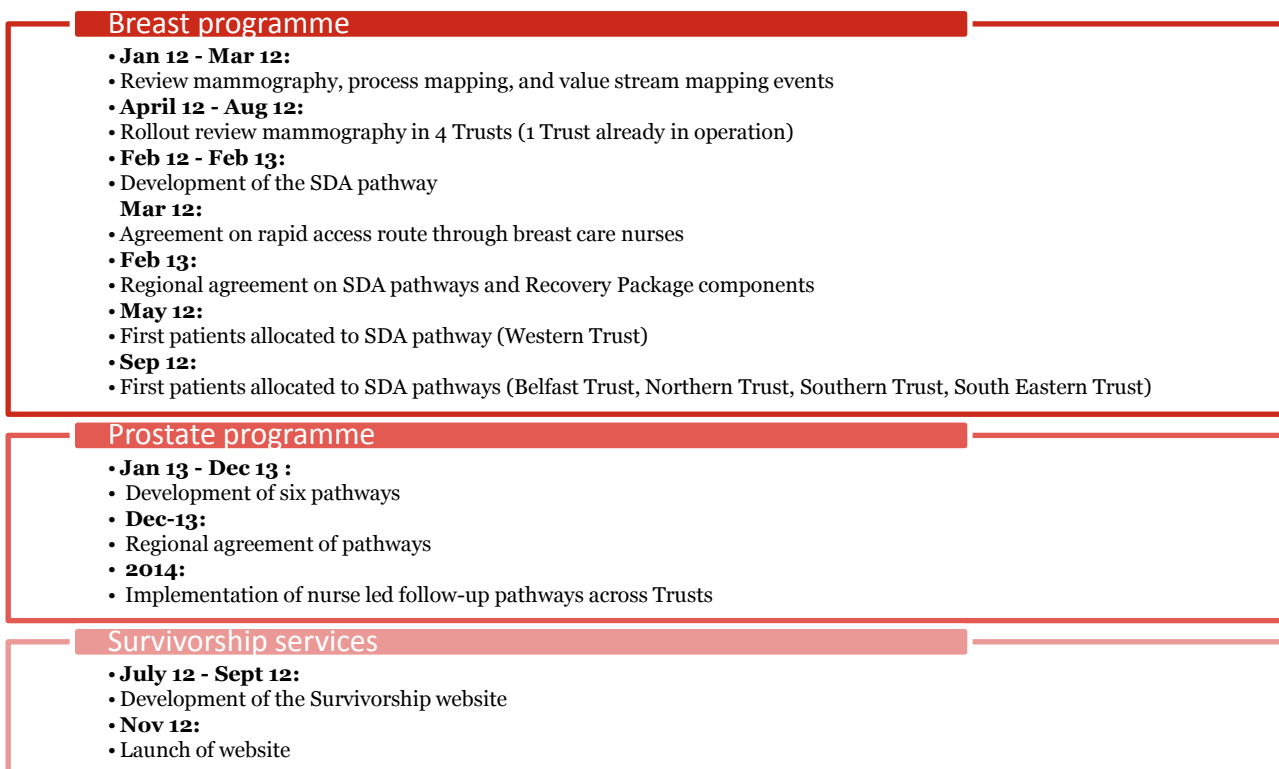 Breast programme
• Jan 12 - Mar 12:
• Review mammography, process mapping, and value stream mapping events
• April 12 - Aug 12:
• Rollout review mammography in 4 Trusts (1 Trust already in operation)
• Feb 12 - Feb 13:
• Development of the SDA pathway
Mar 12:
• Agreement on rapid access route through breast care nurses
• Feb 13:
• Regional agreement on SDA pathways and Recovery Package components
• May 12:
• First patients allocated to SDA pathway (Western Trust)
• Sep 12:
• First patients allocated to SDA pathways (Belfast Trust, Northern Trust, Southern Trust, South Eastern Trust)
Prostate programme
• Jan 13 - Dec 13 :
• Development of six pathways
• Dec-13:
• Regional agreement of pathways
• 2014:
• Implementation of nurse led follow-up pathways across Trusts
Survivorship services
• July 12 - Sept 12:
• Development of the Survivorship website
• Nov 12:
• Launch of website